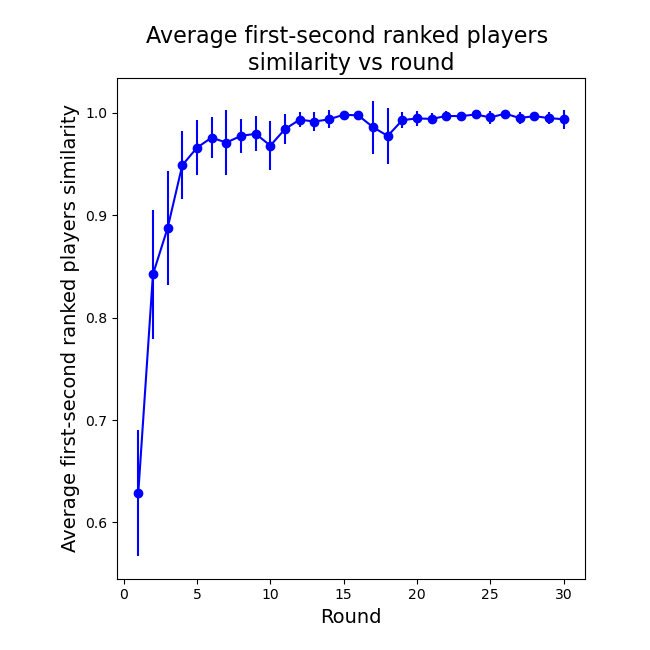 Average first-second ranked players
similarity vs round
Average first-second ranked players similarity
1.0
0.9
0.8
0.7
0.6
0 5 10 15 20 25 30
Round